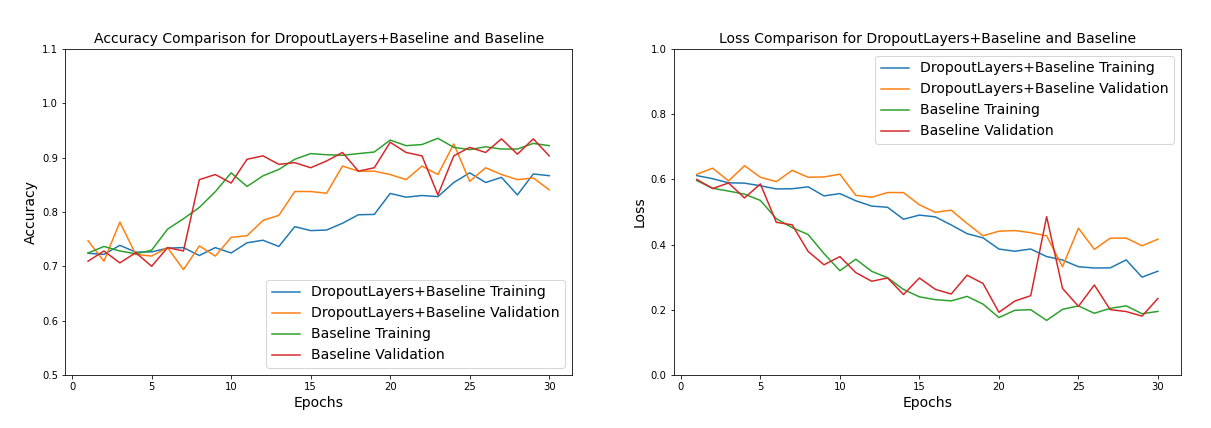 Accuracy Comparison for DropoutLayers+Baseline and Baseline
1.1
1.0
0.9
0.8
0.7
0.6
0.5
Accuracy
DropoutLayers+Baseline Training
DropoutLayers+Baseline Validation
Baseline Training
Baseline Validation
0 5 10 15 20 25 30
Epochs
Loss Comparison for DropoutLayers+Baseline and Baseline
1.0
0.8
0.6
0.4
0.2
0.0
Loss
DropoutLayers+Baseline Training
DropoutLayers+Baseline Validation
Baseline Training
Baseline Validation
0 5 10 15 20 25 30
Epochs